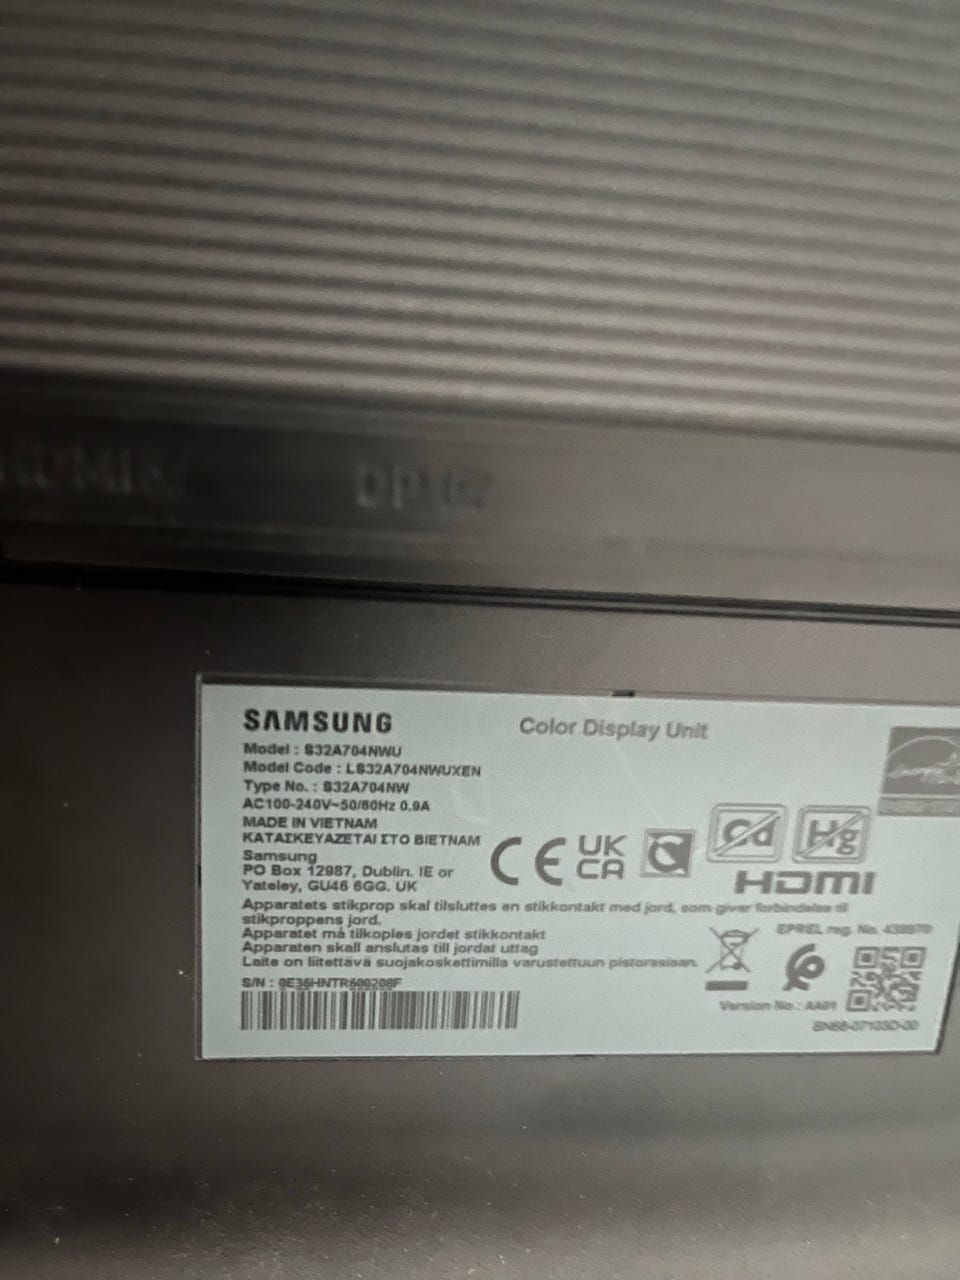 DP
SAMSUNG
Color Display Unit
Model : S32A704NWU
Model Code : LS32A704NWUXEN
Type No. : S32A704NW
AC100-240V~50/60Hz 0.9A
MADE IN VIETNAM
ΚΑΤΑΣΚΕΥΑΖΕΤΑΙ ΣΤΟ ΒΙΕΤΝΑΜ
Samsung
PO Box 12987, Dublin. IE or
Yateley, GU46 6GG. UK
CE UK CA
Cd Hg
HDMI
Apparatets stikprop skal tilsluttes en stikkontakt med jord, som giver forbindelse til
stikproppens jord.
Apparatet må tilkoples jordet stikkontakt
Apparaten skall anslutas till jordat uttag
Laite on liitettävä suojakoskettimilla varustettuun pistorasiaan.
EPREL reg. No.
S/N : 0E36HNTR600208F
Version No : AA01
BN68-07103D-00